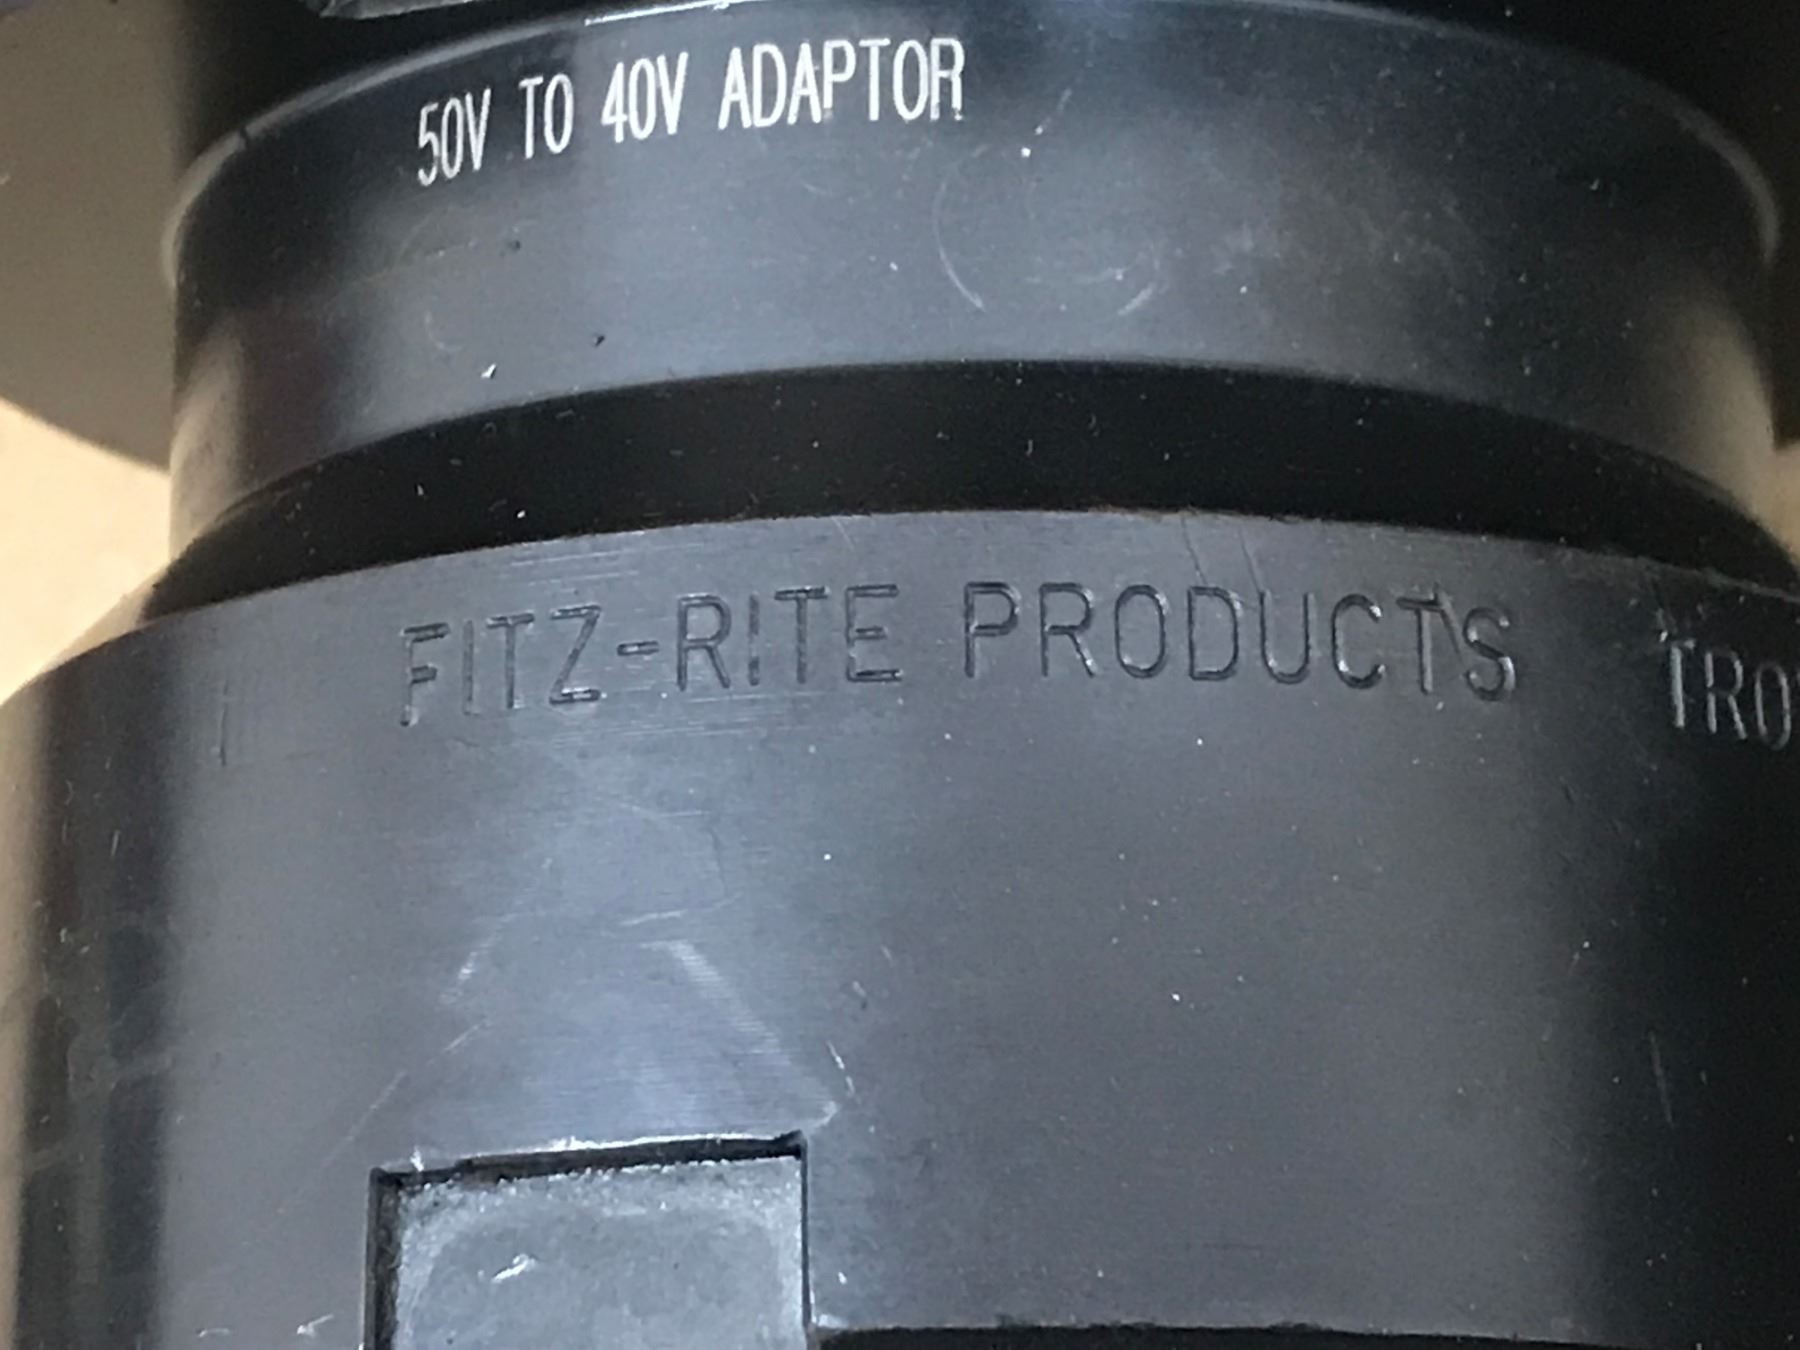 50V TO 40V ADAPTOR
FITZ-RITE PRODUCTS